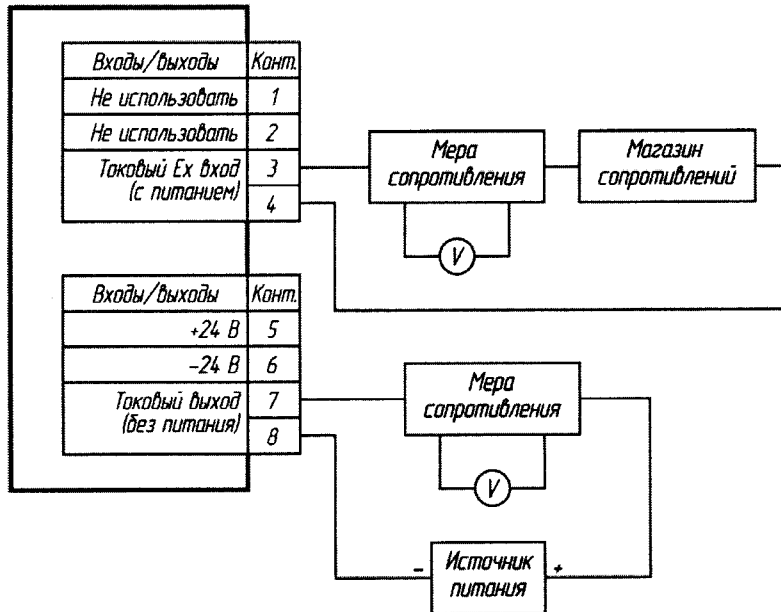 Входы/выходы Конт.
Не использовать 1
Не использовать 2
Токовый Ех вход 3
(с питанием) 4
Мера
сопротивления
Магазин
сопротивлений
V
Входы/выходы Конт.
+24 В 5
−24 В 6
Токовый выход 7
(без питания) 8
Мера
сопротивления
V
− Источник +
питания